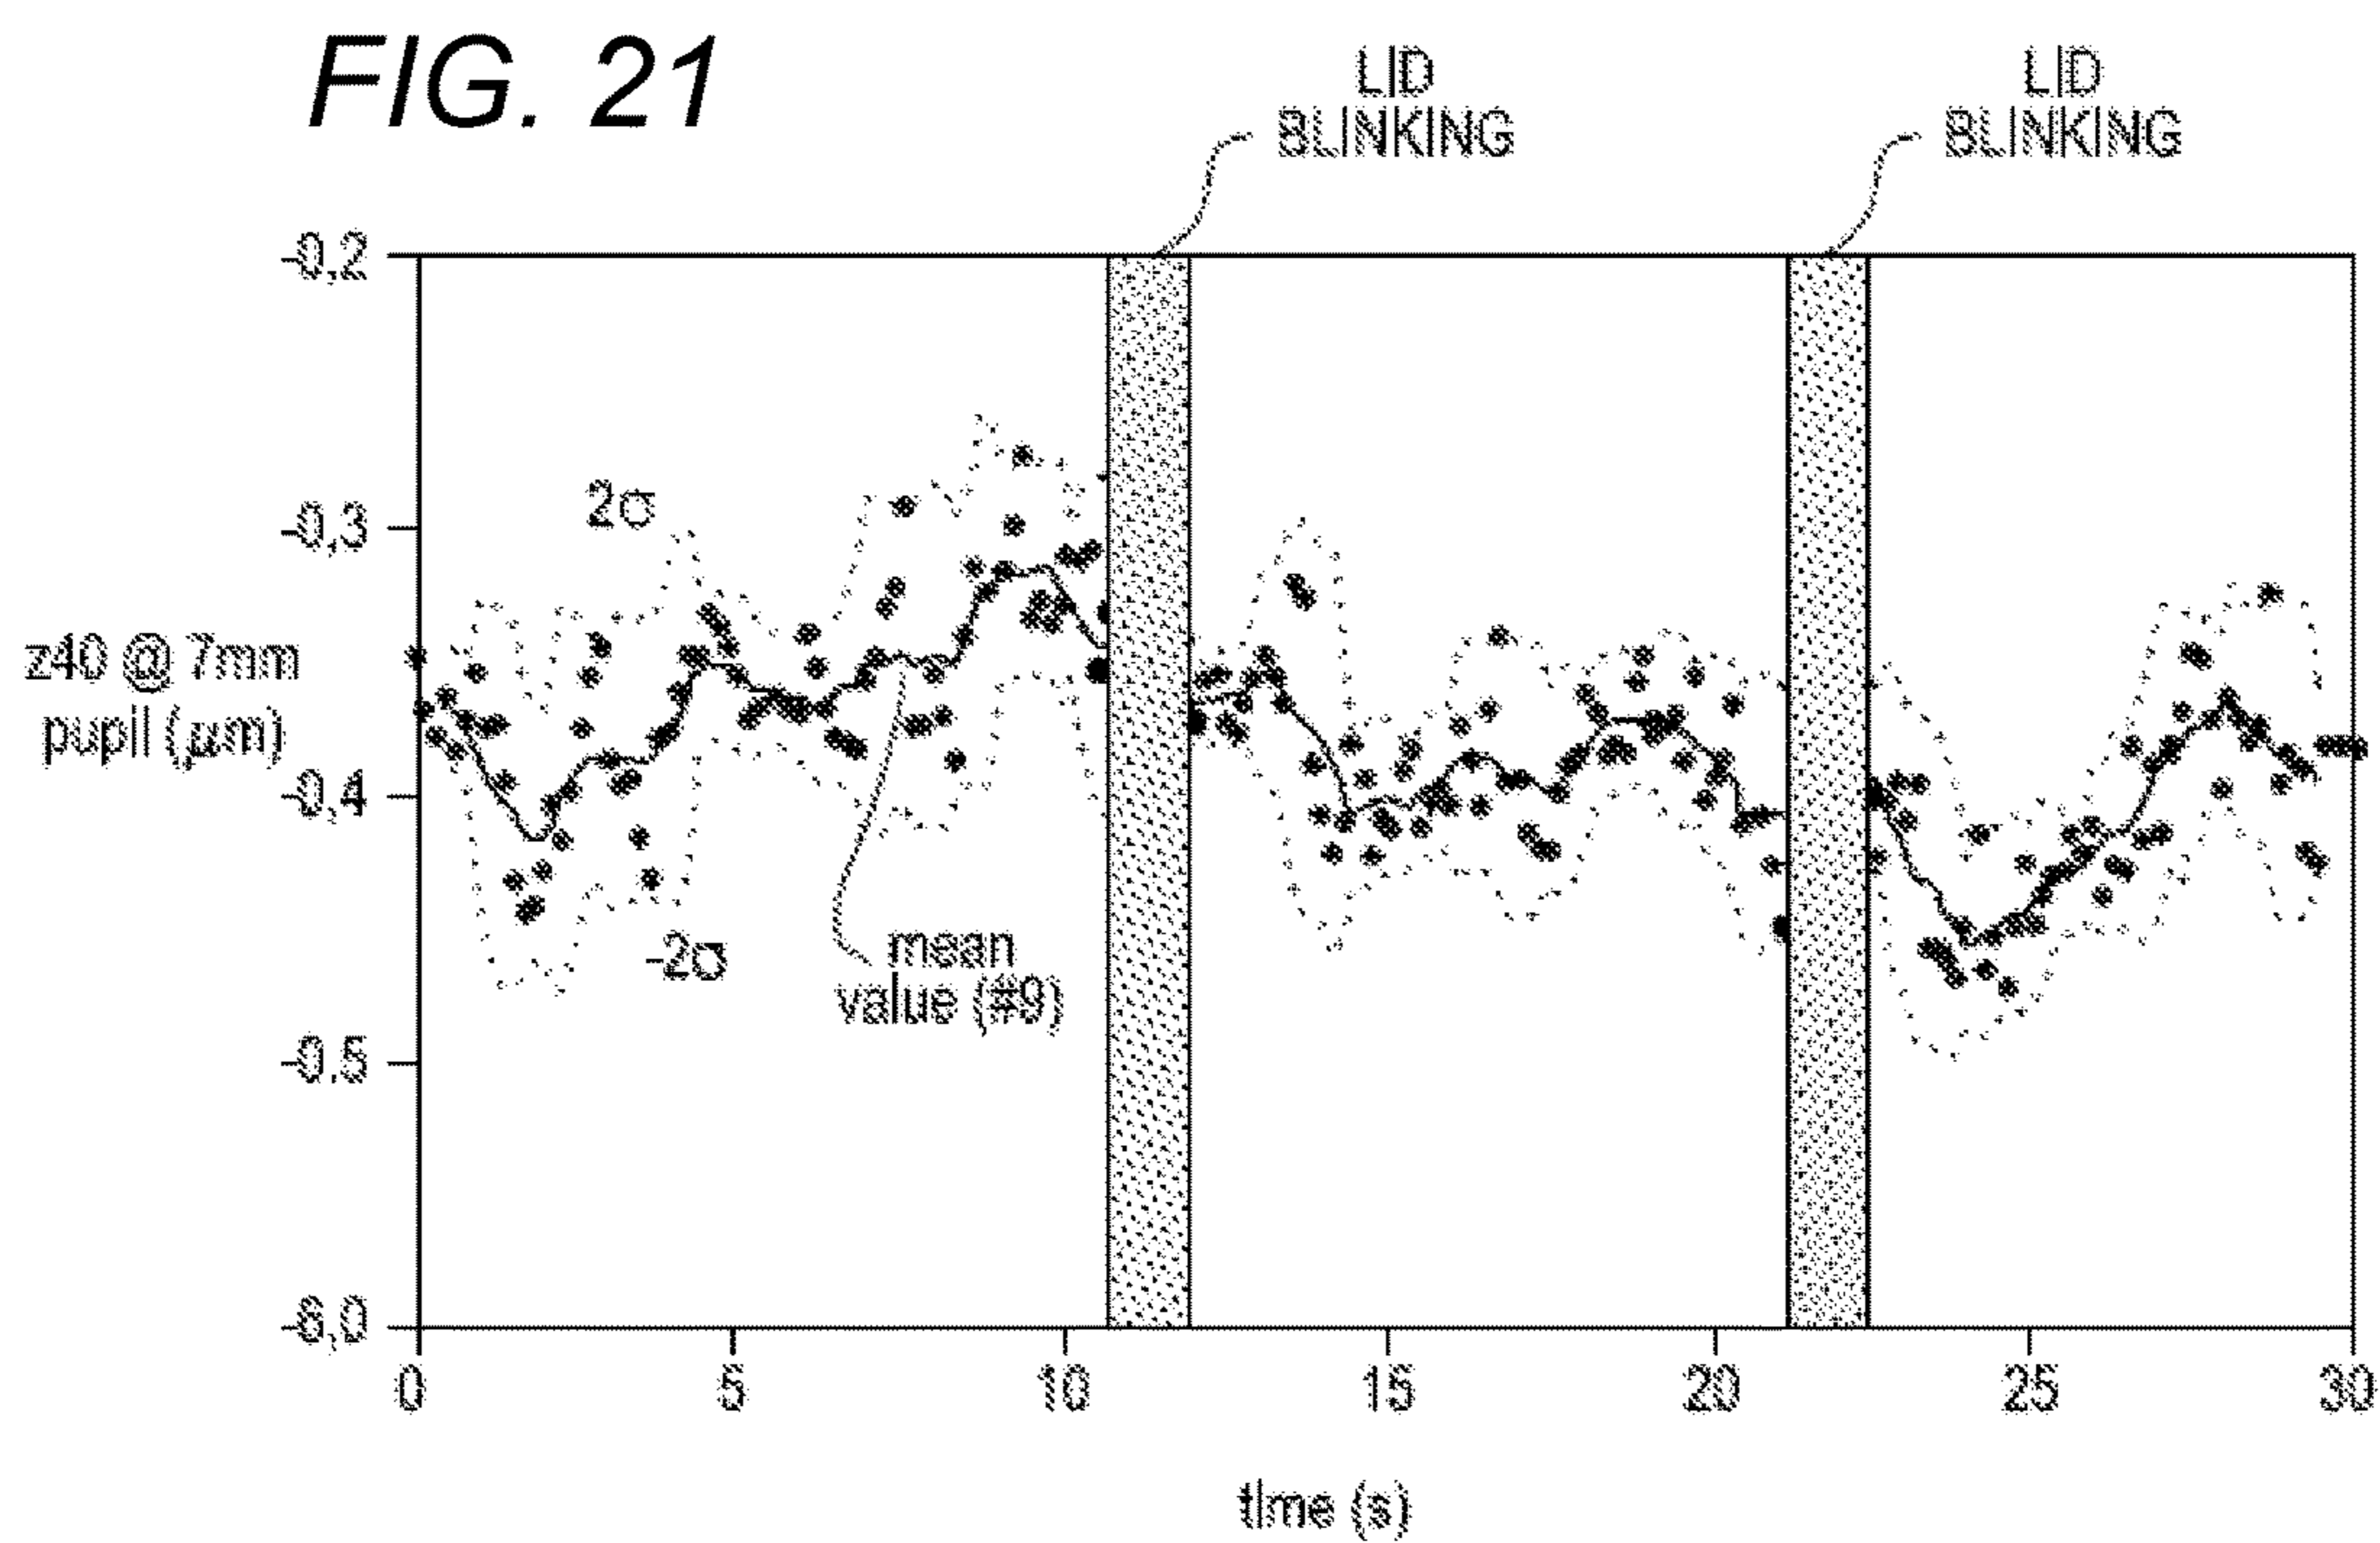 FIG. 21
LID
BLINKING
LID
BLINKING
-0,2
-0,3
-0,4
-0.5
-6,0
z40 @ 7mm
pupil (μm)
2σ
-2σ
mean
value (#9)
0
5
10
15
20
25
30
time (s)